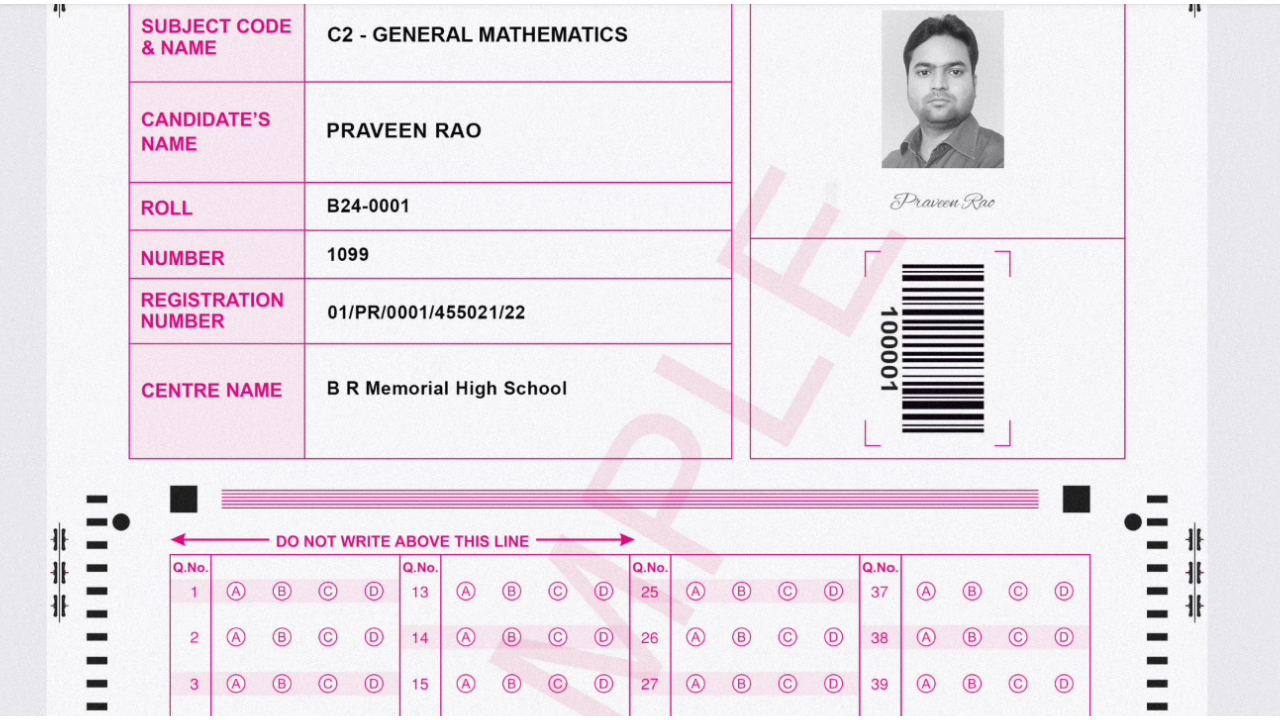 SUBJECT CODE
& NAME
C2 - GENERAL MATHEMATICS
CANDIDATE’S
NAME
PRAVEEN RAO
ROLL
B24-0001
NUMBER
1099
REGISTRATION
NUMBER
01/PR/0001/455021/22
CENTRE NAME
B R Memorial High School
Praveen Rao
100001
MPLE
DO NOT WRITE ABOVE THIS LINE
Q.No. Q.No. Q.No. Q.No.
1 A B C D 13 A B C D 25 A B C D 37 A B C D
2 A B C D 14 A B C D 26 A B C D 38 A B C D
3 A B C D 15 A B C D 27 A B C D 39 A B C D